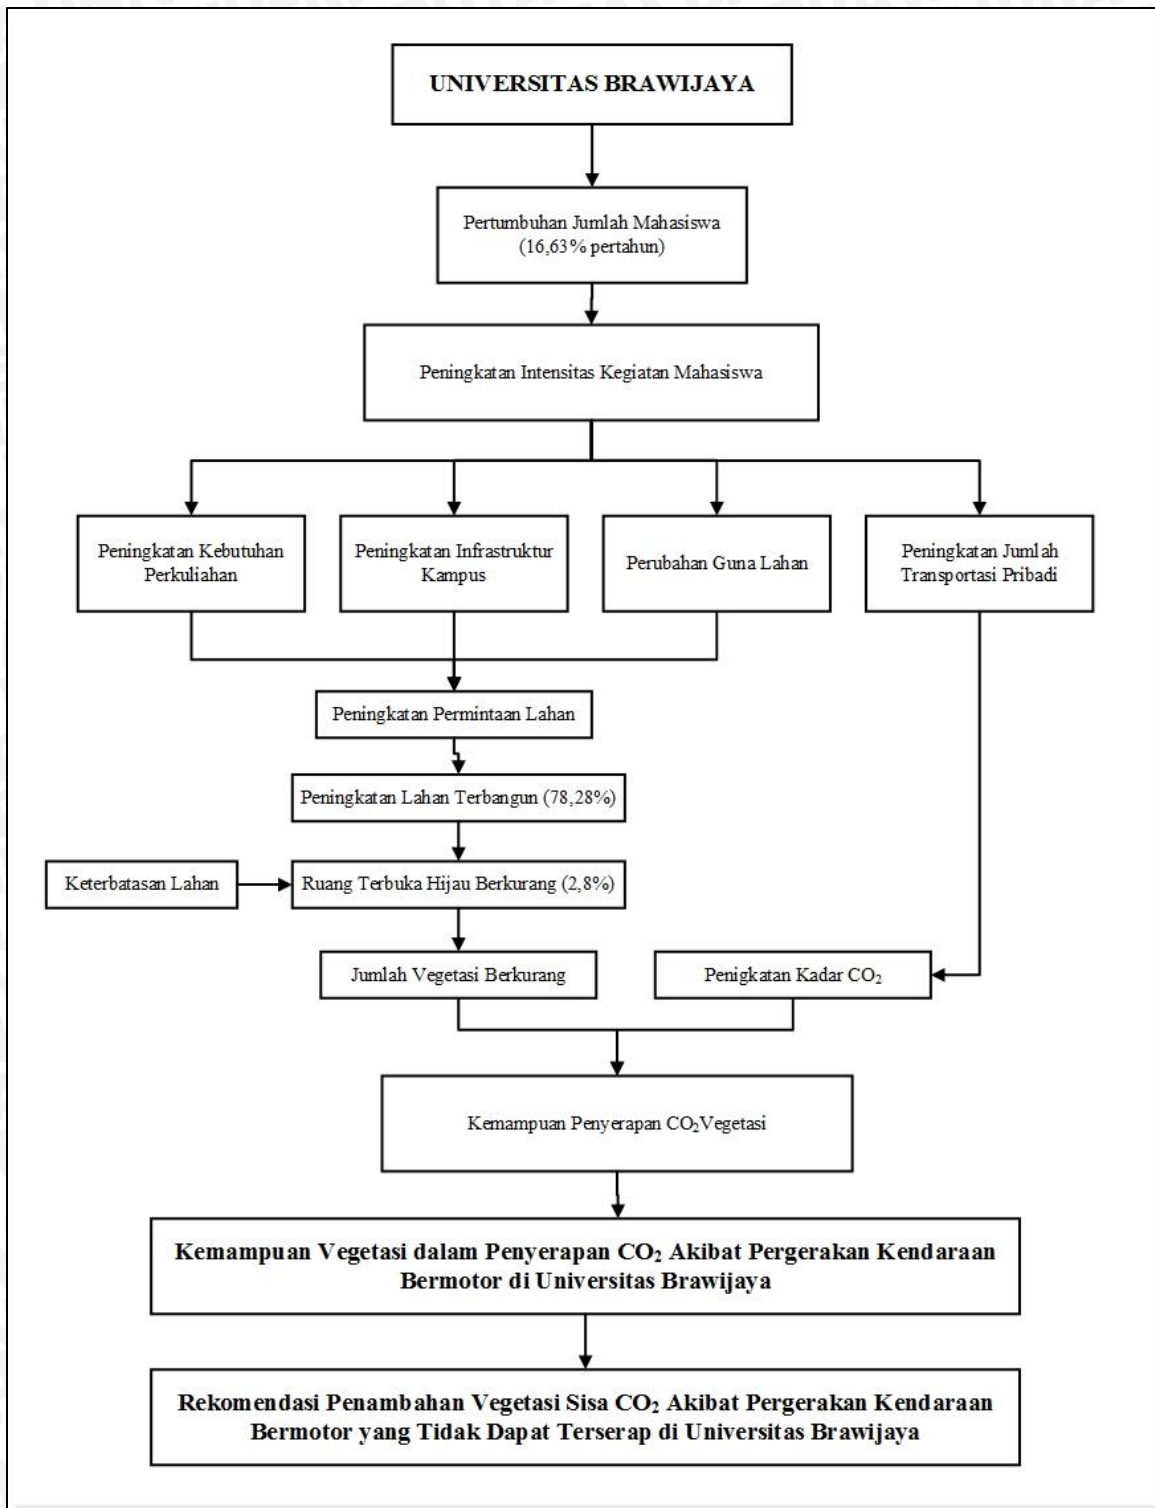 UNIVERSITAS BRAWIJAYA
Pertumbuhan Jumlah Mahasiswa
(16,63% pertahun)
Peningkatan Intensitas Kegiatan Mahasiswa
Peningkatan Kebutuhan
Perkuliahan
Peningkatan Infrastruktur
Kampus
Perubahan Guna Lahan
Peningkatan Jumlah
Transportasi Pribadi
Peningkatan Permintaan Lahan
Peningkatan Lahan Terbangun (78,28%)
Keterbatasan Lahan
Ruang Terbuka Hijau Berkurang (2,8%)
Jumlah Vegetasi Berkurang
Penigkatan Kadar CO₂
Kemampuan Penyerapan CO₂Vegetasi
Kemampuan Vegetasi dalam Penyerapan CO₂ Akibat Pergerakan Kendaraan
Bermotor di Universitas Brawijaya
Rekomendasi Penambahan Vegetasi Sisa CO₂ Akibat Pergerakan Kendaraan
Bermotor yang Tidak Dapat Terserap di Universitas Brawijaya